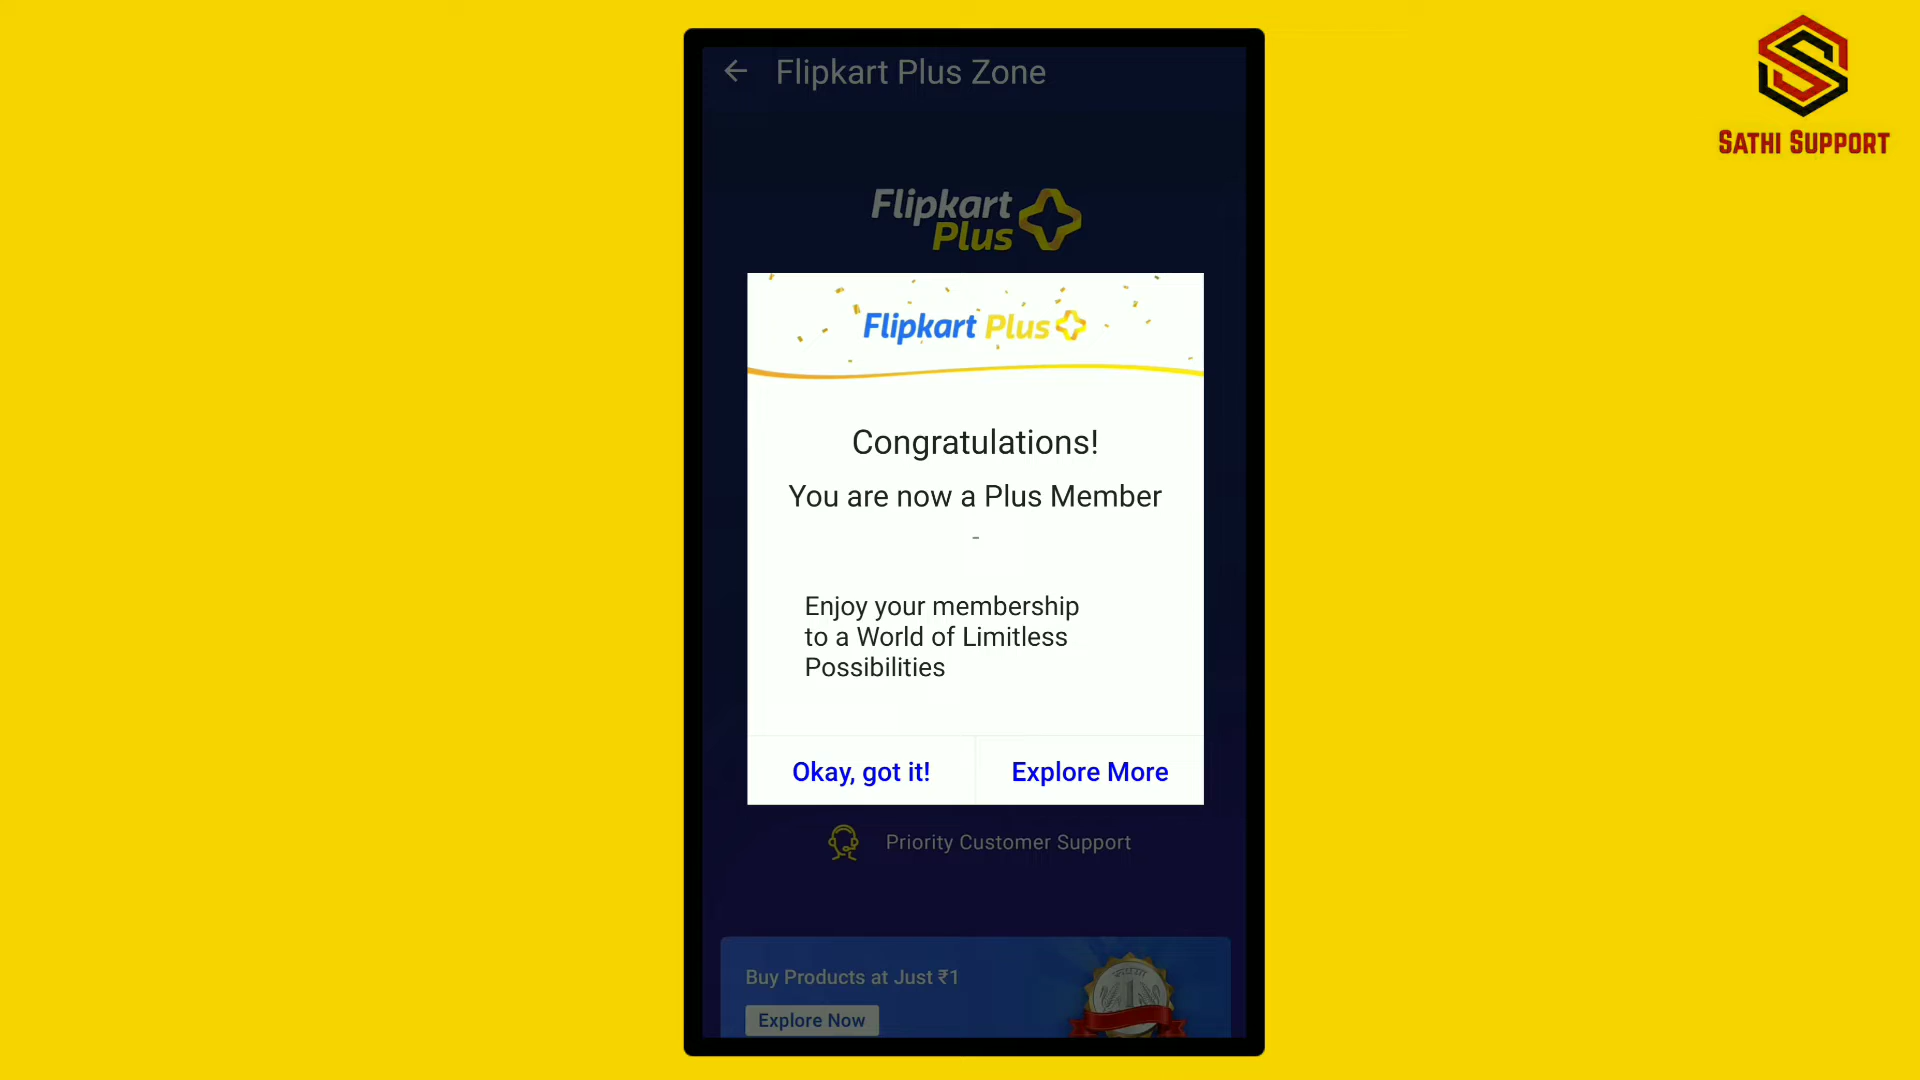 Flipkart Plus Zone
SATHI SUPPORT
Flipkart
Plus
Flipkart Plus
Congratulations!
You are now a Plus Member
-
Enjoy your membership
to a World of Limitless
Possibilities
Okay, got it!
Explore More
Priority Customer Support
Buy Products at Just ₹1
Explore Now